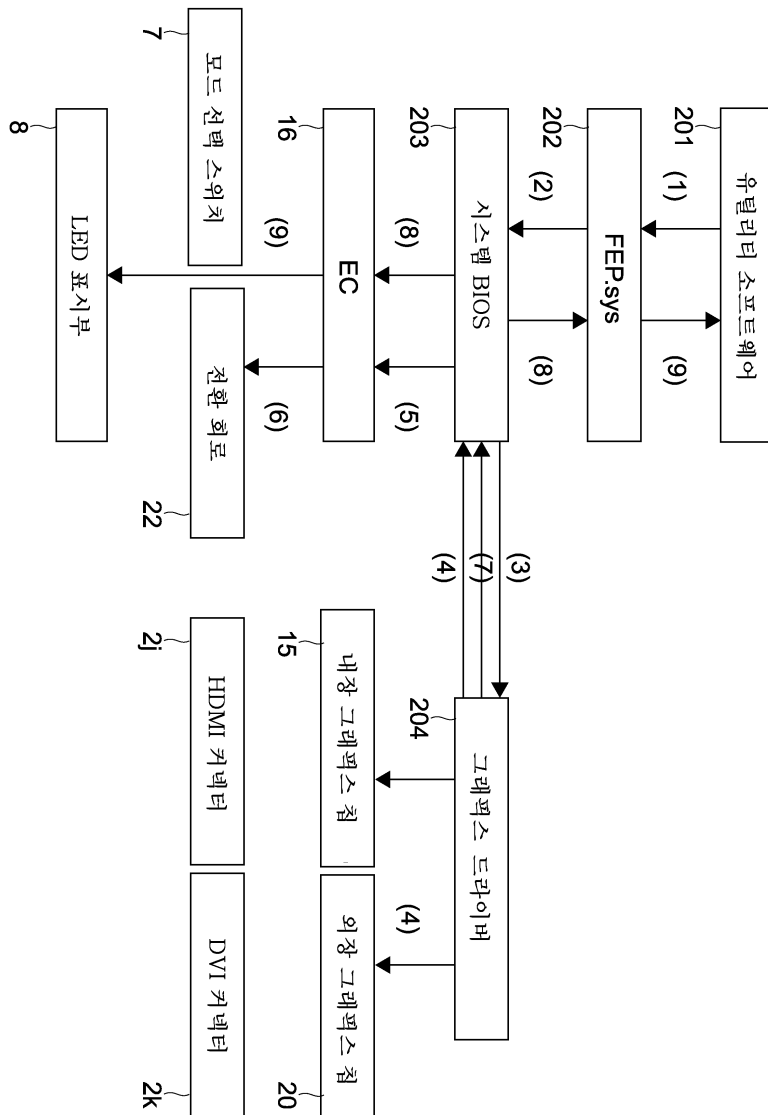 201
유틸리티 소프트웨어
(1)
(9)
202
FEP.sys
(2)
(8)
203
시스템 BIOS
(3)
(7)
(4)
204
그래픽스 드라이버
(8)
(5)
(4)
16
EC
15
내장 그래픽스 칩
20
외장 그래픽스 칩
(9)
(6)
7
모드 선택 스위치
22
전환 회로
2j
HDMI 커넥터
2k
DVI 커넥터
8
LED 표시부